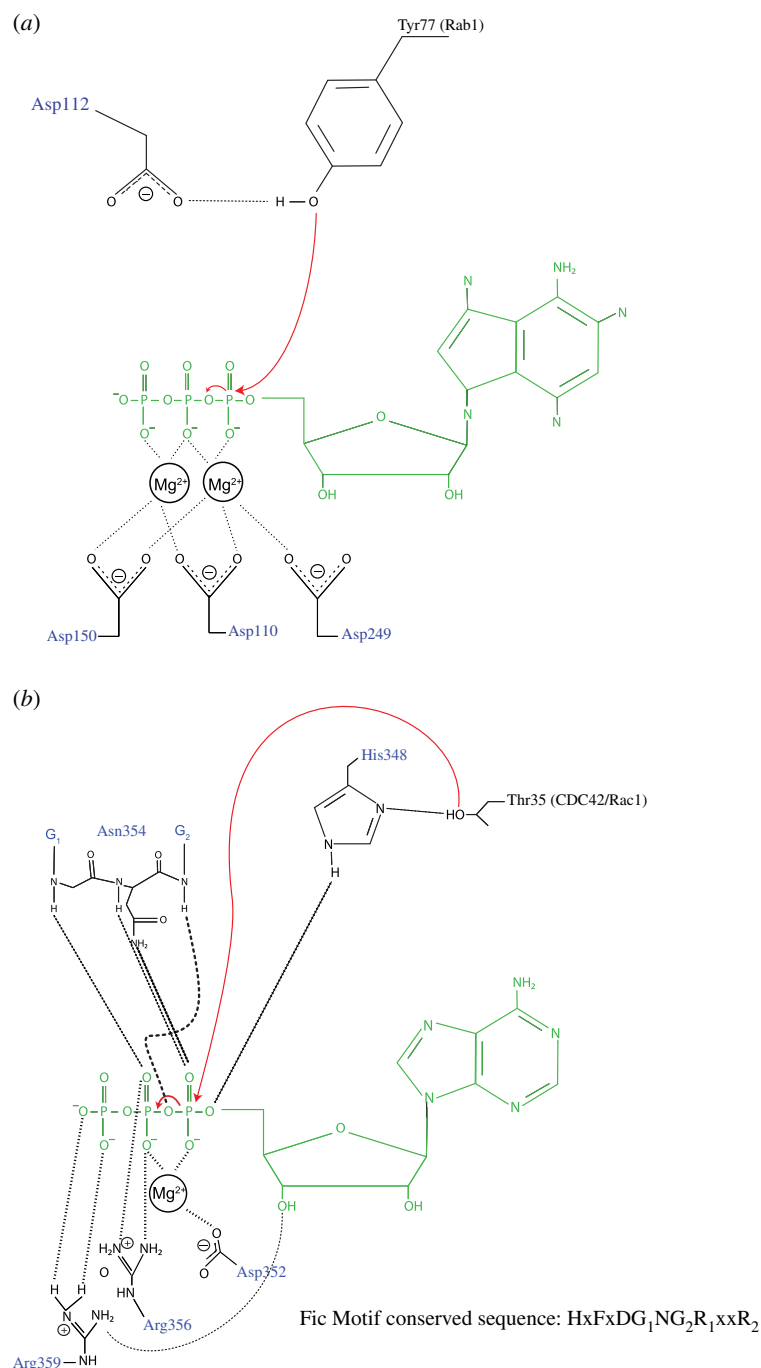 (a)
Tyr77 (Rab1)
Asp112
O
O
H
O
NH₂
N
N
O
O
O
⁻O
P
O
P
O
P
O
O
N
N
O⁻
O⁻
O⁻
Mg²⁺
Mg²⁺
OH
OH
O
O
O
O
O
O
Asp150
Asp110
Asp249
(b)
His348
N
HO
Thr35 (CDC42/Rac1)
N
H
G₁
Asn354
G₂
O
O
N
N
N
H
H
O
H
NH₂
NH₂
N
N
O
O
O
N
N
⁻O
P
O
P
O
P
O
O
O⁻
O⁻
O⁻
Mg²⁺
OH
OH
O
H₂N
NH₂
O
O
Asp352
HN
H
H
Arg356
N
NH₂
NH
Arg359
Fic Motif conserved sequence: HxFxDG₁NG₂R₁xxR₂